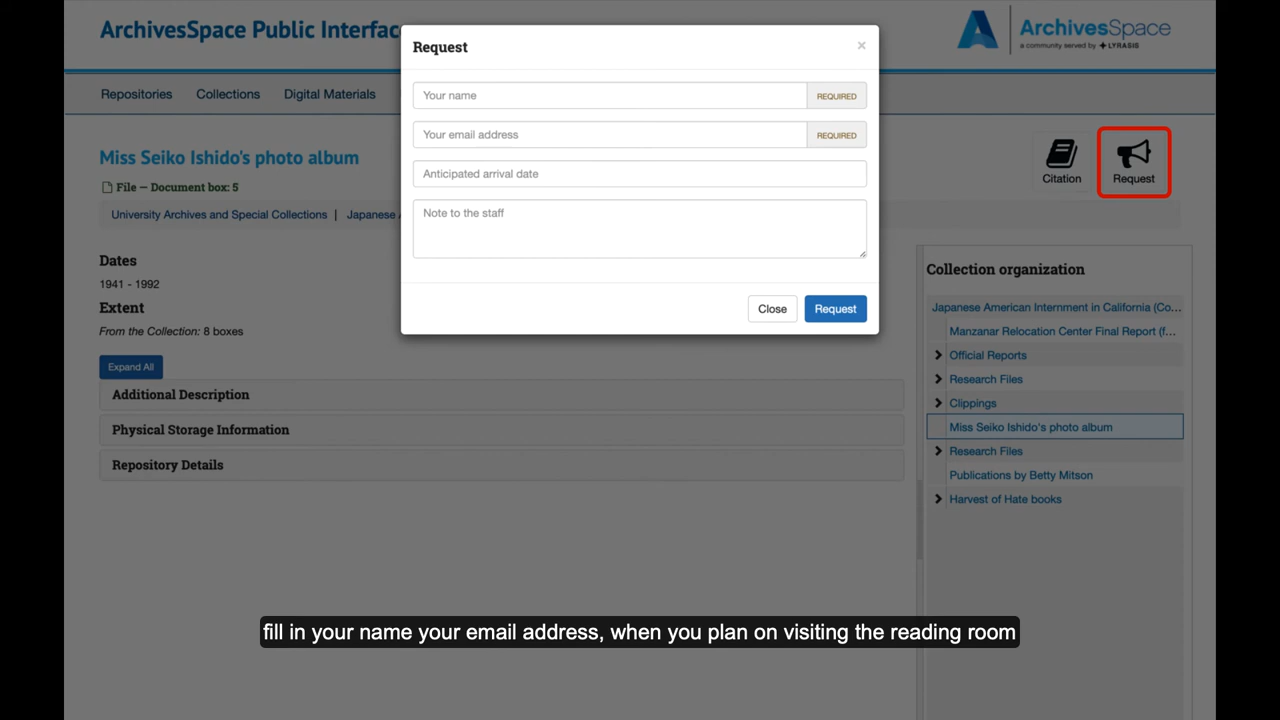 ArchivesSpace Public Interfac
ArchivesSpace
a community served by LYRASIS
Repositories
Collections
Digital Materials
Request
×
Your name
REQUIRED
Your email address
REQUIRED
Anticipated arrival date
Note to the staff
Close
Request
Miss Seiko Ishido's photo album
File — Document box: 5
University Archives and Special Collections | Japanese A
Citation
Request
Dates
1941 - 1992
Extent
From the Collection: 8 boxes
Expand All
Additional Description
Physical Storage Information
Repository Details
Collection organization
Japanese American Internment in California (Co...
Manzanar Relocation Center Final Report (f...
Official Reports
Research Files
Clippings
Miss Seiko Ishido's photo album
Research Files
Publications by Betty Mitson
Harvest of Hate books
fill in your name your email address, when you plan on visiting the reading room